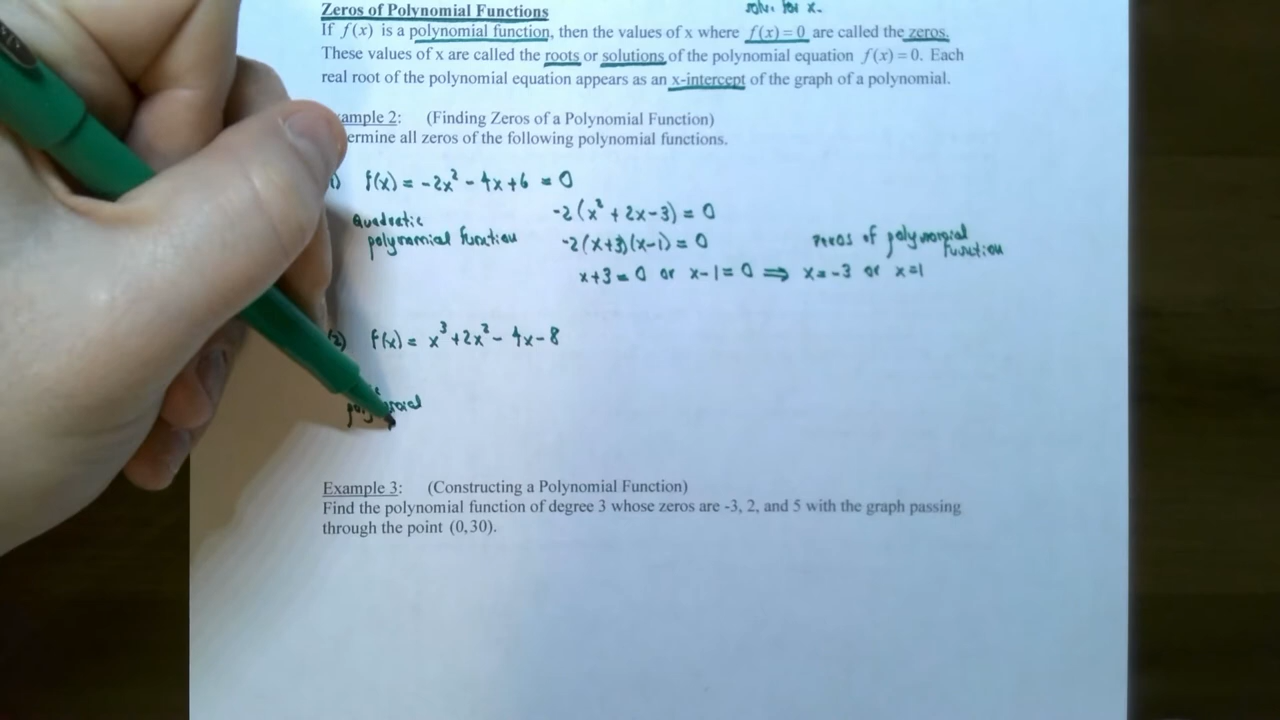 Zeros of Polynomial Functions
solve for x.
If f(x) is a polynomial function, then the values of x where f(x) = 0 are called the zeros.
These values of x are called the roots or solutions of the polynomial equation f(x) = 0. Each
real root of the polynomial equation appears as an x-intercept of the graph of a polynomial.
ample 2: (Finding Zeros of a Polynomial Function)
ermine all zeros of the following polynomial functions.
1) f(x) = -2x² - 4x + 6 = 0
Quadratic
polynomial function
-2(x² + 2x - 3) = 0
-2(x+3)(x-1) = 0
x+3 = 0 or x-1 = 0 ⟹ x = -3 or x = 1
zeros of polynomial
function
(2) f(x) = x³ + 2x² - 4x - 8
Example 3: (Constructing a Polynomial Function)
Find the polynomial function of degree 3 whose zeros are -3, 2, and 5 with the graph passing
through the point (0,30).